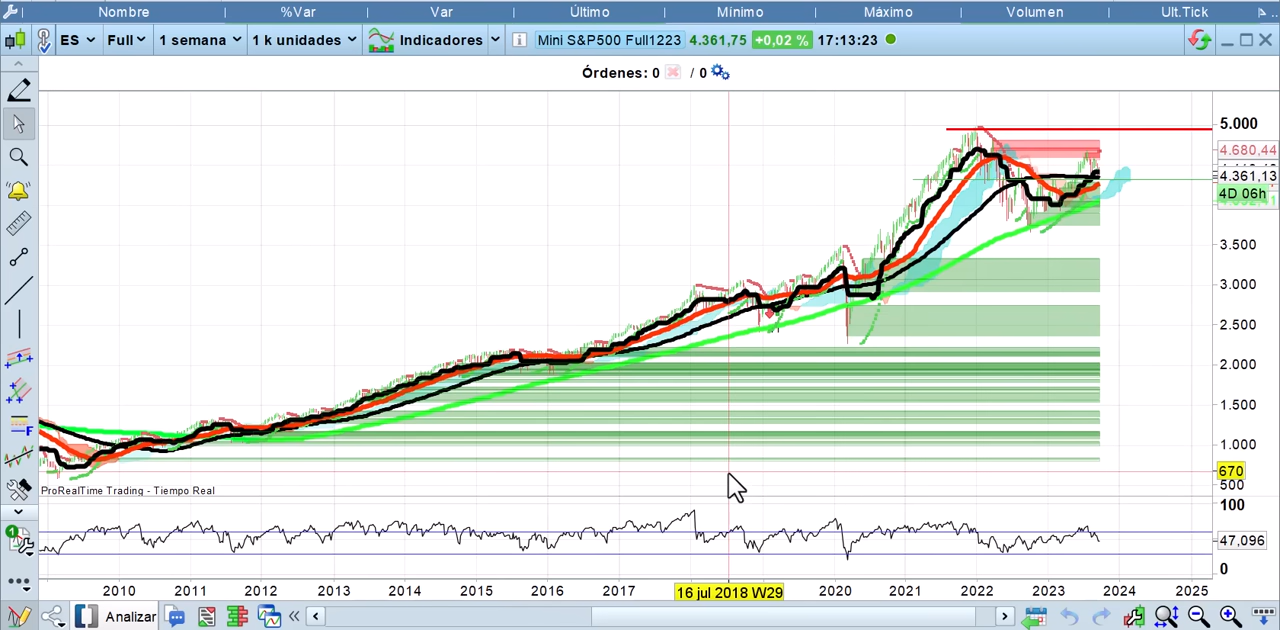 Nombre %Var Var Último Mínimo Máximo Volumen Ult.Tick
ES Full 1 semana 1 k unidades Indicadores Mini S&P500 Full1223 4.361,75 +0,02 % 17:13:23
Órdenes: 0 / 0
5.000
4.680,44
4.361,13
4D 06h
3.500
3.000
2.500
2.000
1.500
1.000
670
500
ProRealTime Trading - Tiempo Real
100
47,096
0
2010 2011 2012 2013 2014 2015 2016 2017 16 jul 2018 W29 2020 2021 2022 2023 2024 2025
Analizar